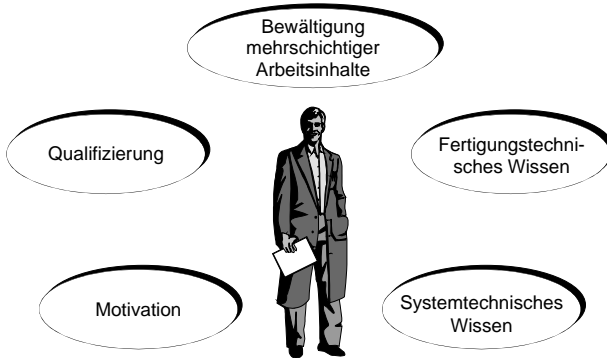 Bewältigung
mehrschichtiger
Arbeitsinhalte
Qualifizierung
Fertigungstechni-
sches Wissen
Motivation
Systemtechnisches
Wissen